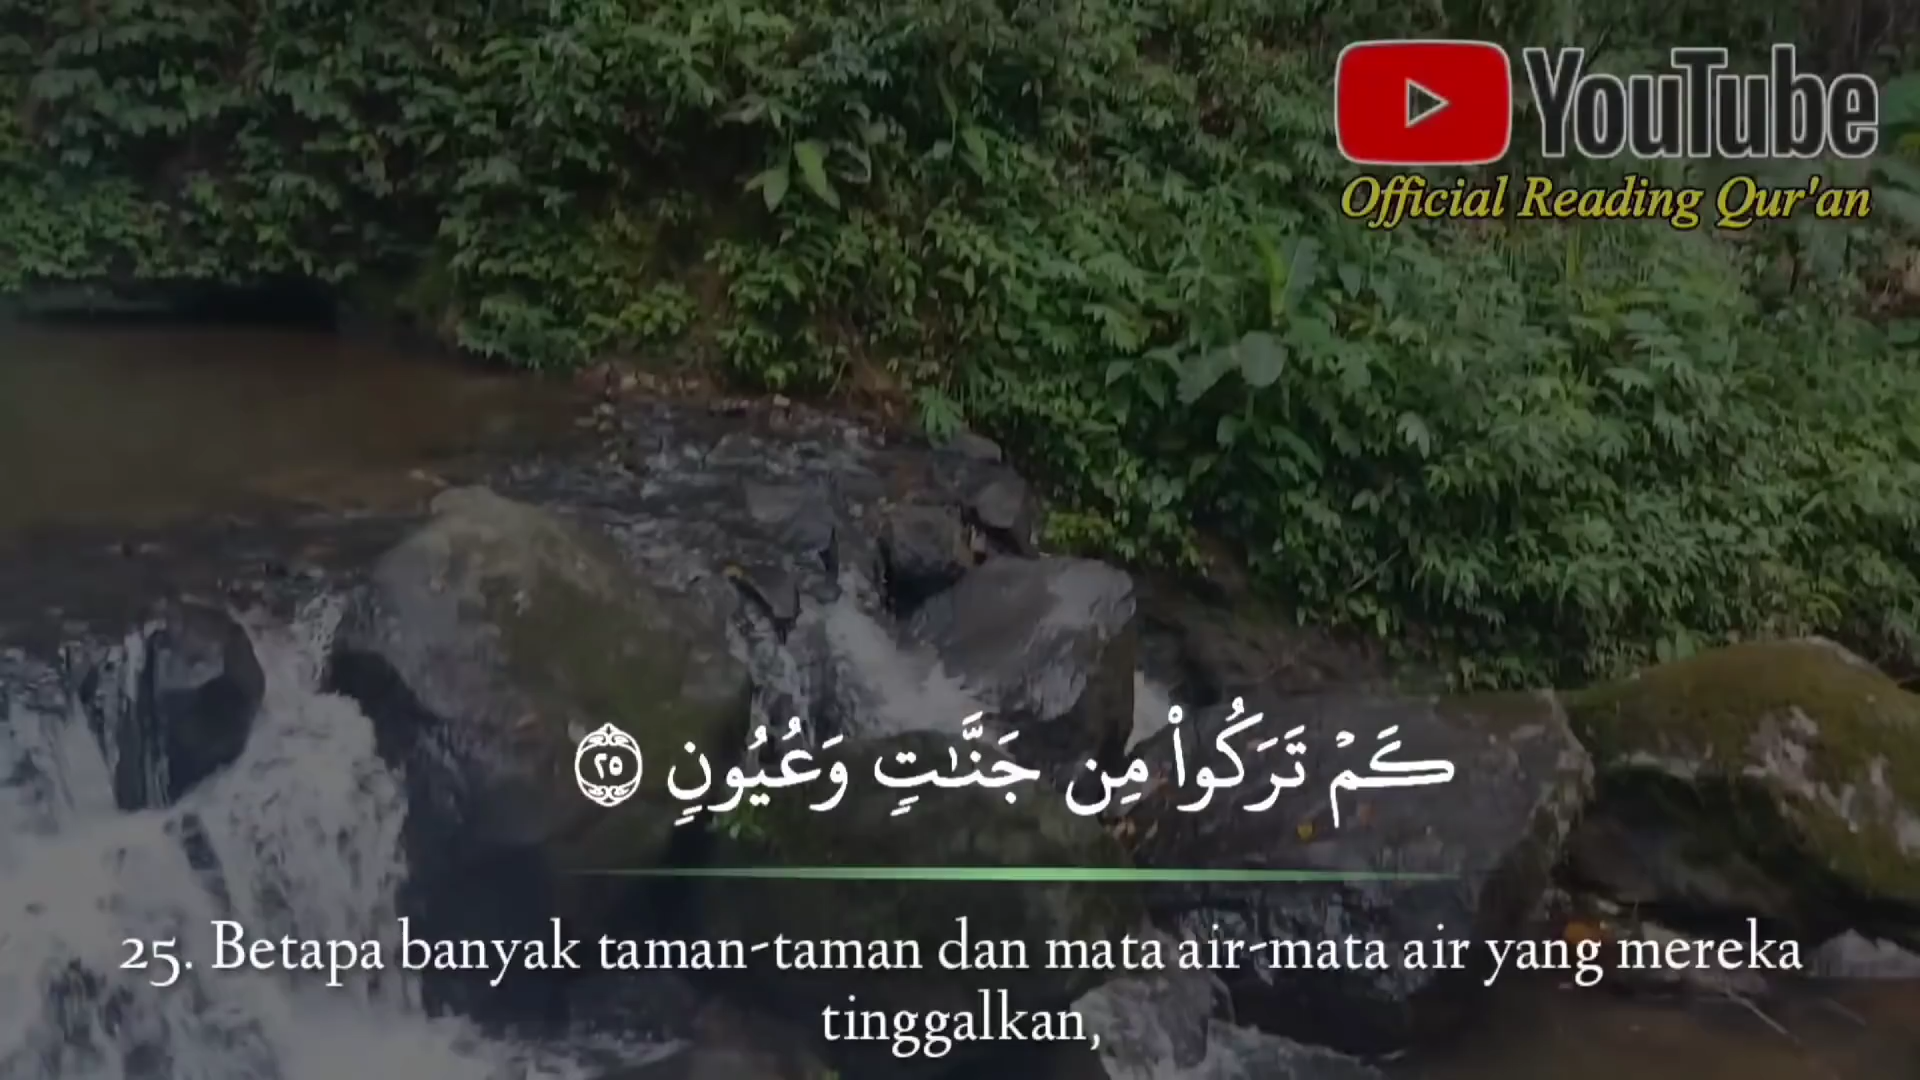 YouTube
Official Reading Qur'an
كَمْ تَرَكُوا۟ مِن جَنَّـٰتٍ وَعُيُونٍ ٢٥
25. Betapa banyak taman-taman dan mata air-mata air yang mereka
tinggalkan,